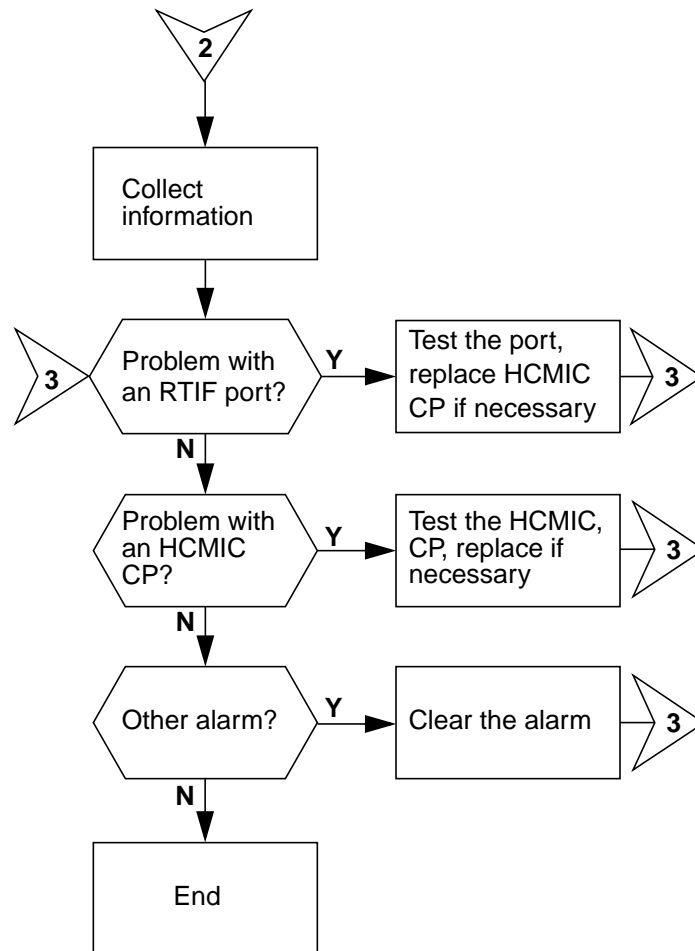 2
Collect
information
3
Problem with
an RTIF port?
Y
Test the port,
replace HCMIC
CP if necessary
3
N
Problem with
an HCMIC
CP?
Y
Test the HCMIC,
CP, replace if
necessary
3
N
Other alarm?
Y
Clear the alarm
3
N
End